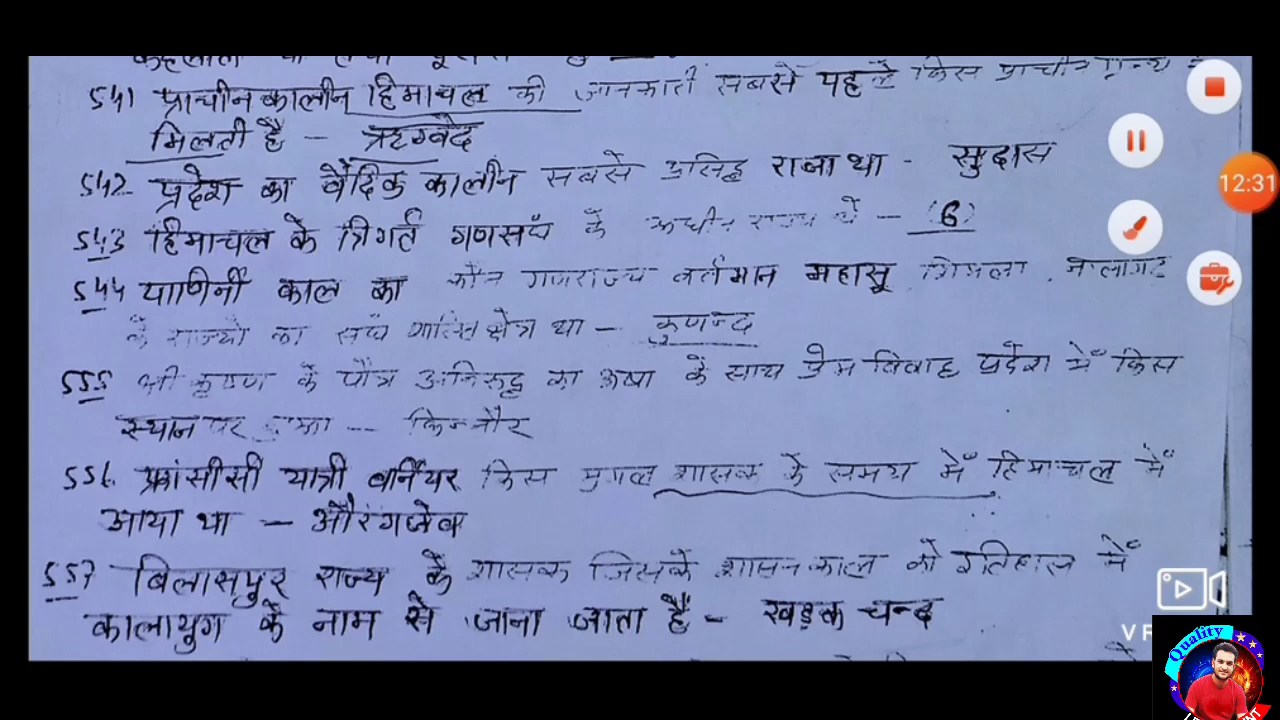 541 प्राचीनकालीन हिमाचल की जानकारी सबसे पहले किस प्राचीन ग्रन्थ
मिलती है - ऋग्वेद
542 प्रदेश का वैदिक कालीन सबसे प्रसिद्ध राजा था - सुदास
543 हिमाचल के त्रिगर्त गणसंघ के अधीन राज्य थे - (6)
544 पाणिनी काल का कौन गणराज्य वर्तमान महासू शिमला नालागढ
के राज्यो का संघ शासित क्षेत्र था - कुणन्द
555 श्री कृष्ण के पौत्र अनिरुद्ध का ऊषा के साथ प्रेम विवाह प्रदेश में किस
स्थान पर हुआ -- किन्नौर
556 फ्रांसीसी यात्री बर्नियर किस मुगल शासक के समय में हिमाचल में
आया था - औरंगजेब
557 बिलासपुर राज्य के शासक जिसके शासनकाल को इतिहास में
कालायुग के नाम से जाना जाता है - खड़क चन्द
12:31
Quality